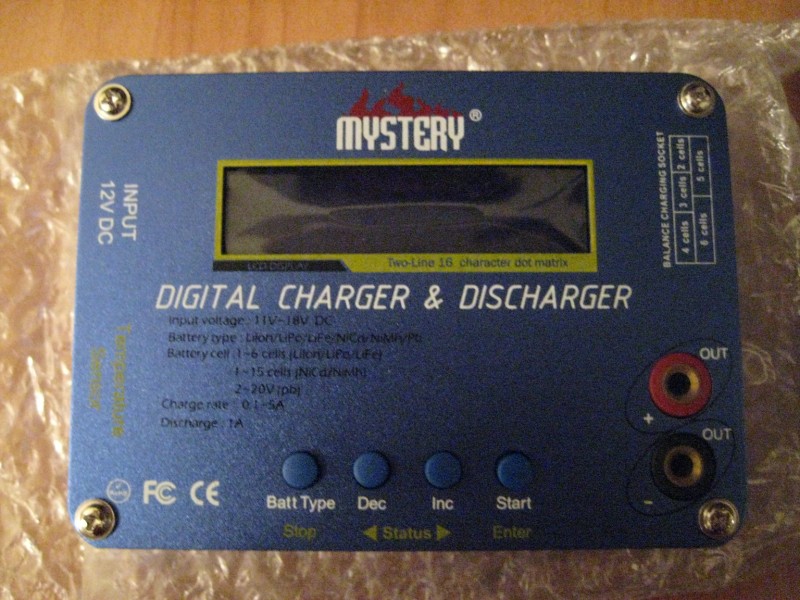 MYSTERY®
INPUT
12V DC
BALANCE CHARGING SOCKET
4 cells 3 cells 2 cells
6 cells 5 cells
LCD DISPLAY
Two-Line 16 character dot matrix
DIGITAL CHARGER & DISCHARGER
Input voltage : 11V~18V DC
Battery type : LiIon/LiPo/LiFe/NiCd/NiMh/Pb
Battery cell : 1~6 cells (LiIon/LiPo/LiFe)
1~15 cells (NiCd/NiMh)
2~20V (pb)
Charge rate : 0.1~5A
Discharge : 1A
Temperature
Sensor
OUT
+
OUT
-
RoHS
FC CE
Batt Type Dec Inc Start
Stop ◀ Status ▶ Enter